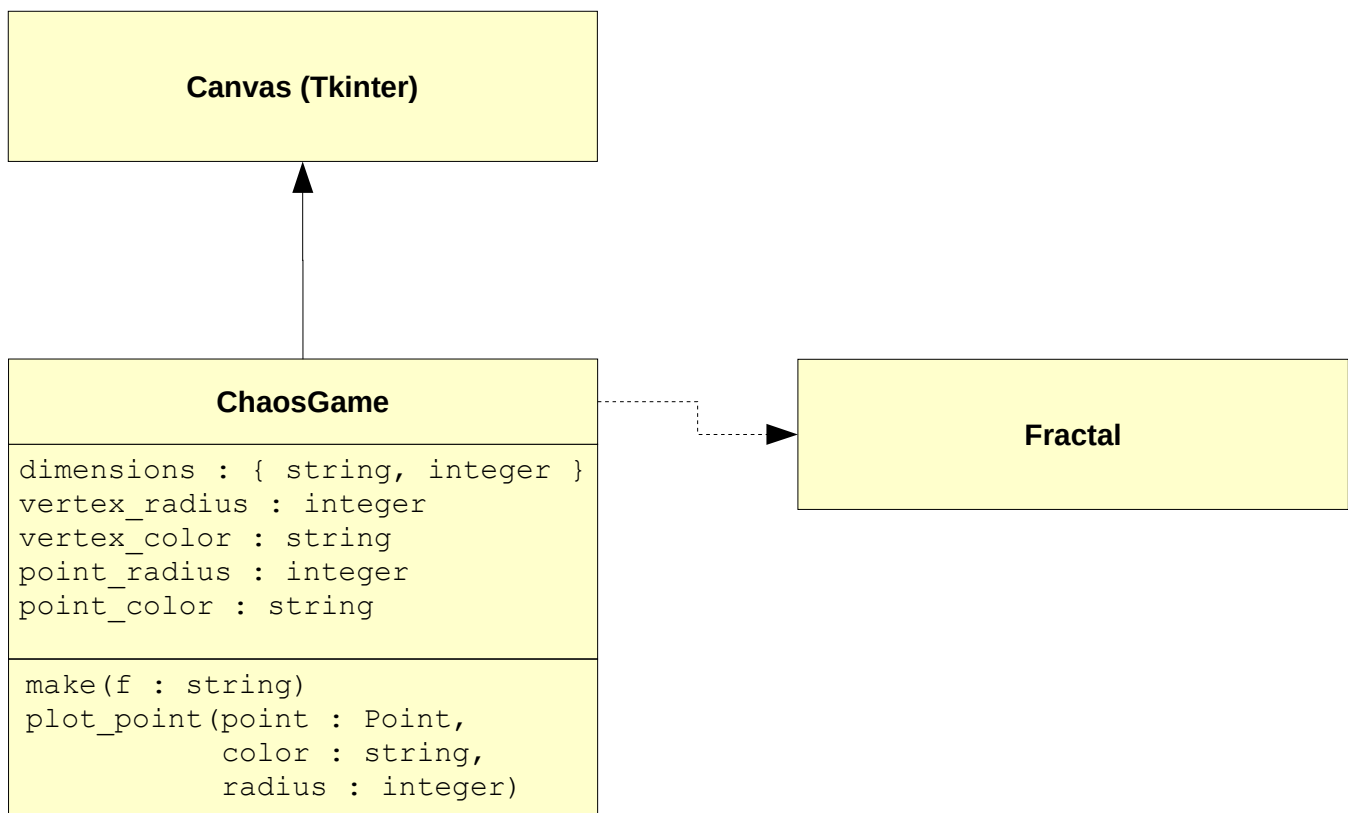 Canvas (Tkinter)
ChaosGame
dimensions : { string, integer }
vertex_radius : integer
vertex_color : string
point_radius : integer
point_color : string
make(f : string)
plot_point(point : Point,
color : string,
radius : integer)
Fractal